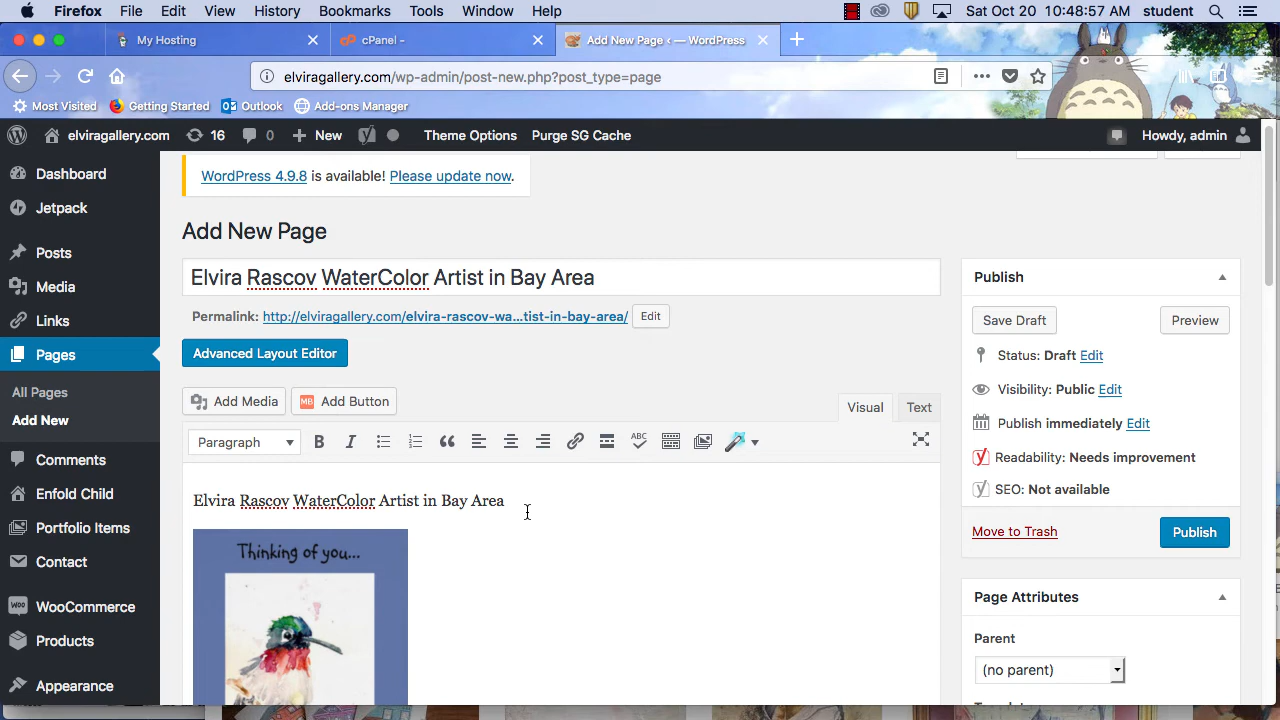 Firefox File Edit View History Bookmarks Tools Window Help Sat Oct 20 10:48:57 AM student
My Hosting cPanel - Add New Page ‹ — WordPress
elviragallery.com/wp-admin/post-new.php?post_type=page
Most Visited Getting Started Outlook Add-ons Manager
elviragallery.com 16 0 New Theme Options Purge SG Cache Howdy, admin
Dashboard
Jetpack
Posts
Media
Links
Pages
All Pages
Add New
Comments
Enfold Child
Portfolio Items
Contact
WooCommerce
Products
Appearance
WordPress 4.9.8 is available! Please update now.
Add New Page
Elvira Rascov WaterColor Artist in Bay Area
Permalink: http://elviragallery.com/elvira-rascov-wa...tist-in-bay-area/ Edit
Advanced Layout Editor
Add Media MB Add Button Visual Text
Paragraph B I ABC
Elvira Rascov WaterColor Artist in Bay Area
Thinking of you...
Publish
Save Draft Preview
Status: Draft Edit
Visibility: Public Edit
Publish immediately Edit
Readability: Needs improvement
SEO: Not available
Move to Trash Publish
Page Attributes
Parent
(no parent)